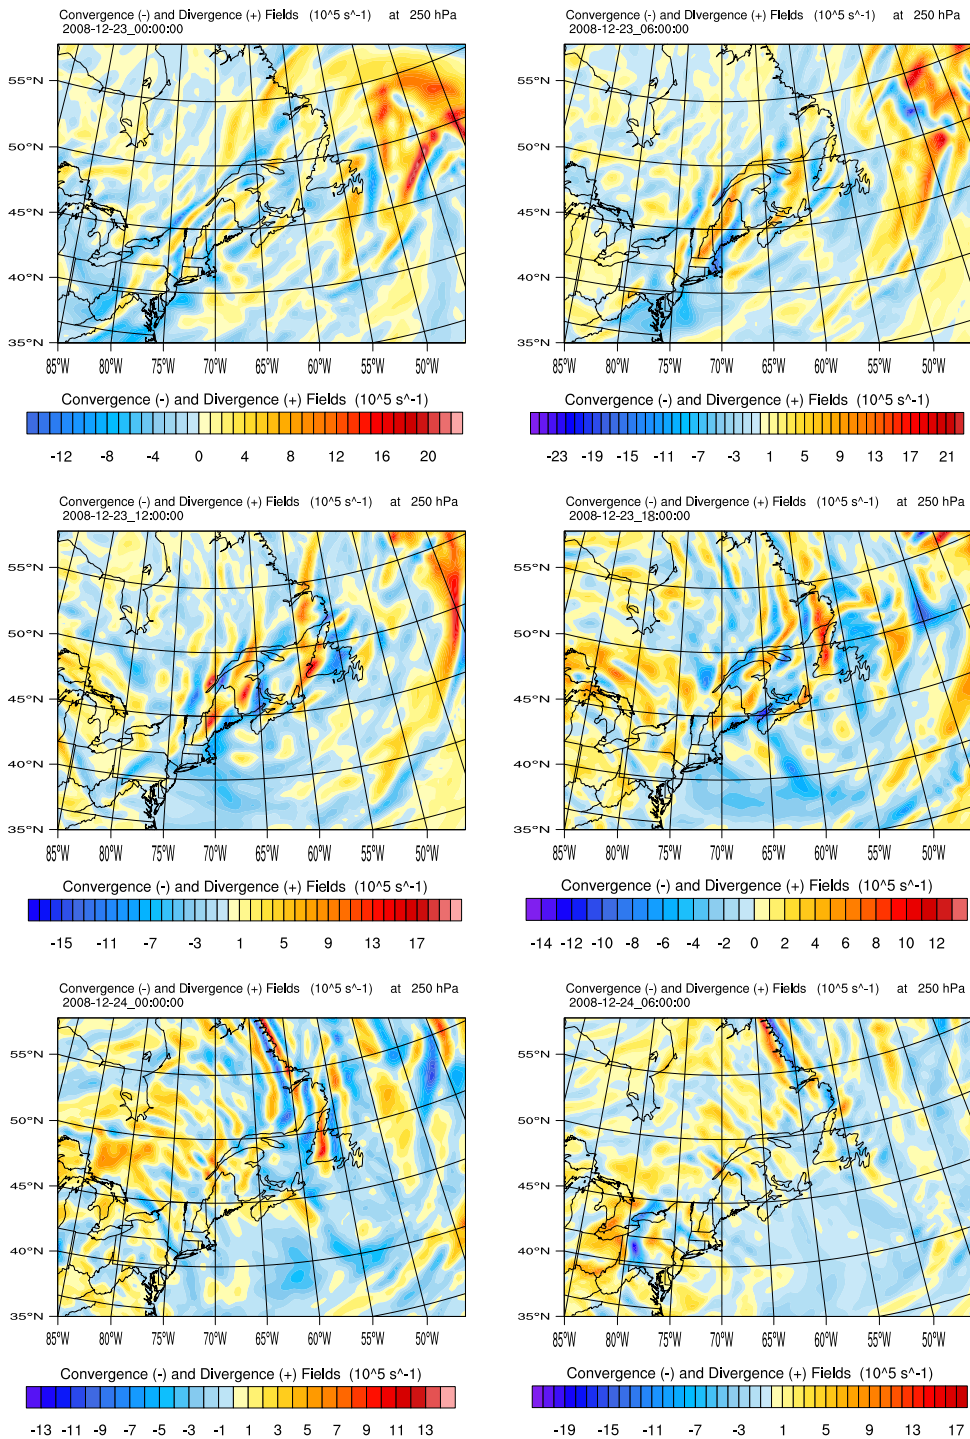 Convergence (-) and Divergence (+) Fields (10^5 s^-1) at 250 hPa
2008-12-23_00:00:00
55°N
50°N
45°N
40°N
35°N
85°W 80°W 75°W 70°W 65°W 60°W 55°W 50°W
Convergence (-) and Divergence (+) Fields (10^5 s^-1)
-12 -8 -4 0 4 8 12 16 20
Convergence (-) and Divergence (+) Fields (10^5 s^-1) at 250 hPa
2008-12-23_06:00:00
55°N
50°N
45°N
40°N
35°N
85°W 80°W 75°W 70°W 65°W 60°W 55°W 50°W
Convergence (-) and Divergence (+) Fields (10^5 s^-1)
-23 -19 -15 -11 -7 -3 1 5 9 13 17 21
Convergence (-) and Divergence (+) Fields (10^5 s^-1) at 250 hPa
2008-12-23_12:00:00
55°N
50°N
45°N
40°N
35°N
85°W 80°W 75°W 70°W 65°W 60°W 55°W 50°W
Convergence (-) and Divergence (+) Fields (10^5 s^-1)
-15 -11 -7 -3 1 5 9 13 17
Convergence (-) and Divergence (+) Fields (10^5 s^-1) at 250 hPa
2008-12-23_18:00:00
55°N
50°N
45°N
40°N
35°N
85°W 80°W 75°W 70°W 65°W 60°W 55°W 50°W
Convergence (-) and Divergence (+) Fields (10^5 s^-1)
-14 -12 -10 -8 -6 -4 -2 0 2 4 6 8 10 12
Convergence (-) and Divergence (+) Fields (10^5 s^-1) at 250 hPa
2008-12-24_00:00:00
55°N
50°N
45°N
40°N
35°N
85°W 80°W 75°W 70°W 65°W 60°W 55°W 50°W
Convergence (-) and Divergence (+) Fields (10^5 s^-1)
-13 -11 -9 -7 -5 -3 -1 1 3 5 7 9 11 13
Convergence (-) and Divergence (+) Fields (10^5 s^-1) at 250 hPa
2008-12-24_06:00:00
55°N
50°N
45°N
40°N
35°N
85°W 80°W 75°W 70°W 65°W 60°W 55°W 50°W
Convergence (-) and Divergence (+) Fields (10^5 s^-1)
-19 -15 -11 -7 -3 1 5 9 13 17